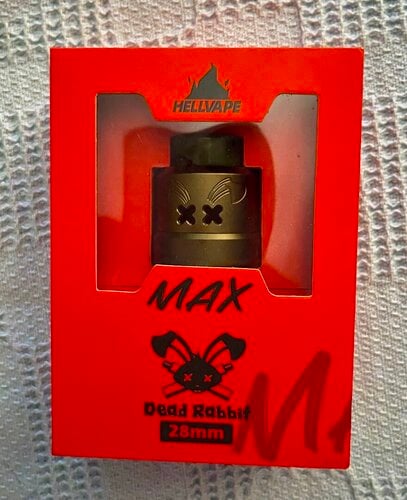 HELLVAPE
MAX
Dead Rabbit
28mm